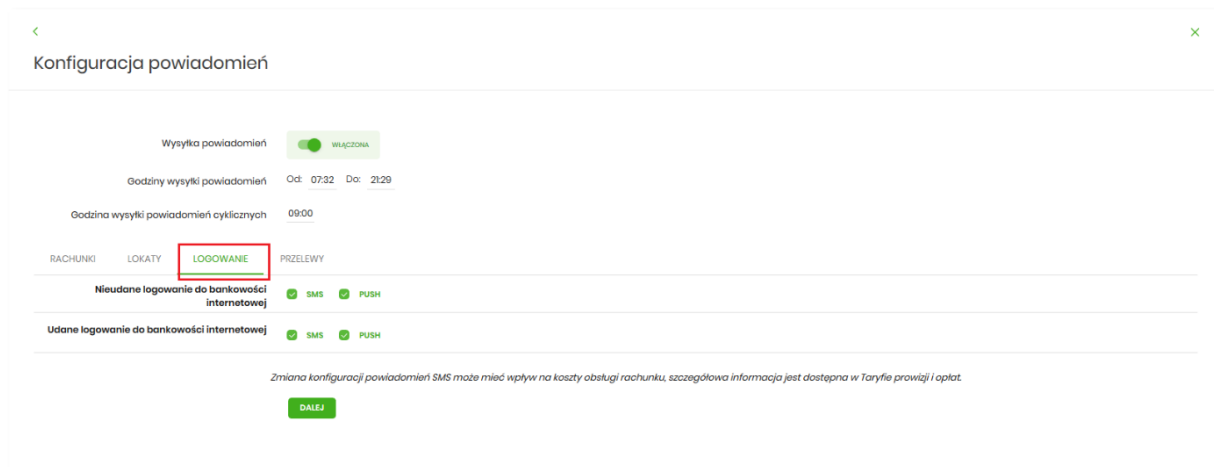 Konfiguracja powiadomień
Wysyłka powiadomień WŁĄCZONA
Godziny wysyłki powiadomień Od: 07:32 Do: 21:29
Godzina wysyłki powiadomień cyklicznych 09:00
RACHUNKI LOKATY LOGOWANIE PRZELEWY
Nieudane logowanie do bankowości
internetowej SMS PUSH
Udane logowanie do bankowości internetowej SMS PUSH
Zmiana konfiguracji powiadomień SMS może mieć wpływ na koszty obsługi rachunku, szczegółowa informacja jest dostępna w Taryfie prowizji i opłat.
DALEJ